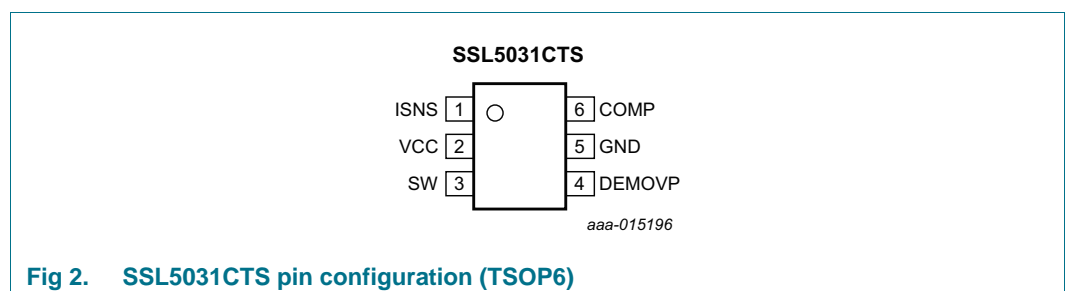 SSL5031CTS
ISNS 1 6 COMP
VCC 2 5 GND
SW 3 4 DEMOVP
aaa-015196
Fig 2. SSL5031CTS pin configuration (TSOP6)